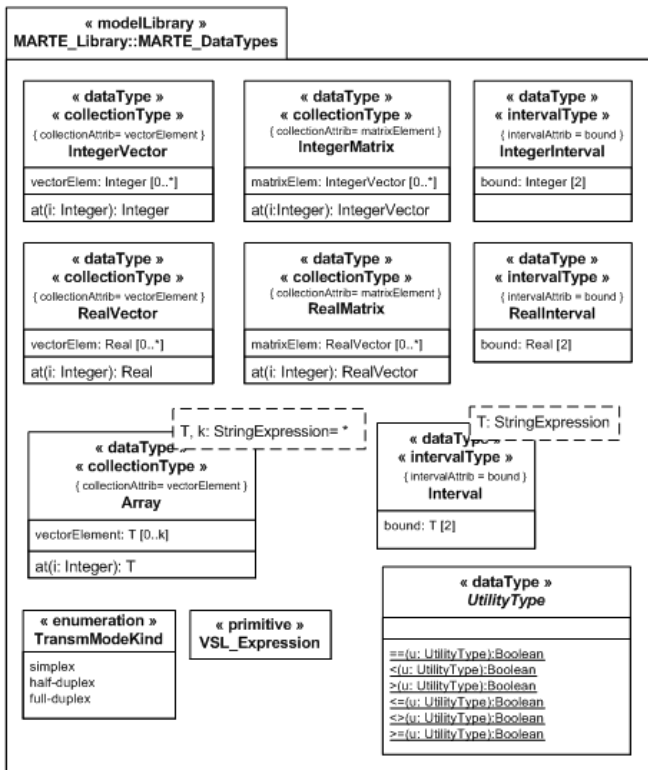 « modelLibrary »
MARTE_Library::MARTE_DataTypes
« dataType »
« collectionType »
{ collectionAttrib= vectorElement }
IntegerVector
vectorElem: Integer [0..*]
at(i: Integer): Integer
« dataType »
« collectionType »
{ collectionAttrib= matrixElement}
IntegerMatrix
matrixElem: IntegerVector [0..*]
at(i:Integer): IntegerVector
« dataType »
« intervalType »
{ intervalAttrib = bound }
IntegerInterval
bound: Integer [2]
« dataType »
« collectionType »
{ collectionAttrib= vectorElement }
RealVector
vectorElem: Real [0..*]
at(i: Integer): Real
« dataType »
« collectionType »
{ collectionAttrib= matrixElement}
RealMatrix
matrixElem: RealVector [0..*]
at(i: Integer): RealVector
« dataType »
« intervalType »
{ intervalAttrib = bound }
RealInterval
bound: Real [2]
T, k: StringExpression= *
« dataType »
« collectionType »
{ collectionAttrib= vectorElement }
Array
vectorElement: T [0..k]
at(i: Integer): T
T: StringExpression
« dataType »
« intervalType »
{ intervalAttrib = bound }
Interval
bound: T [2]
« enumeration »
TransmModeKind
simplex
half-duplex
full-duplex
« primitive »
VSL_Expression
« dataType »
UtilityType
==(u: UtilityType):Boolean
<(u: UtilityType):Boolean
>(u: UtilityType):Boolean
<=(u: UtilityType):Boolean
<>(u: UtilityType):Boolean
>=(u: UtilityType):Boolean